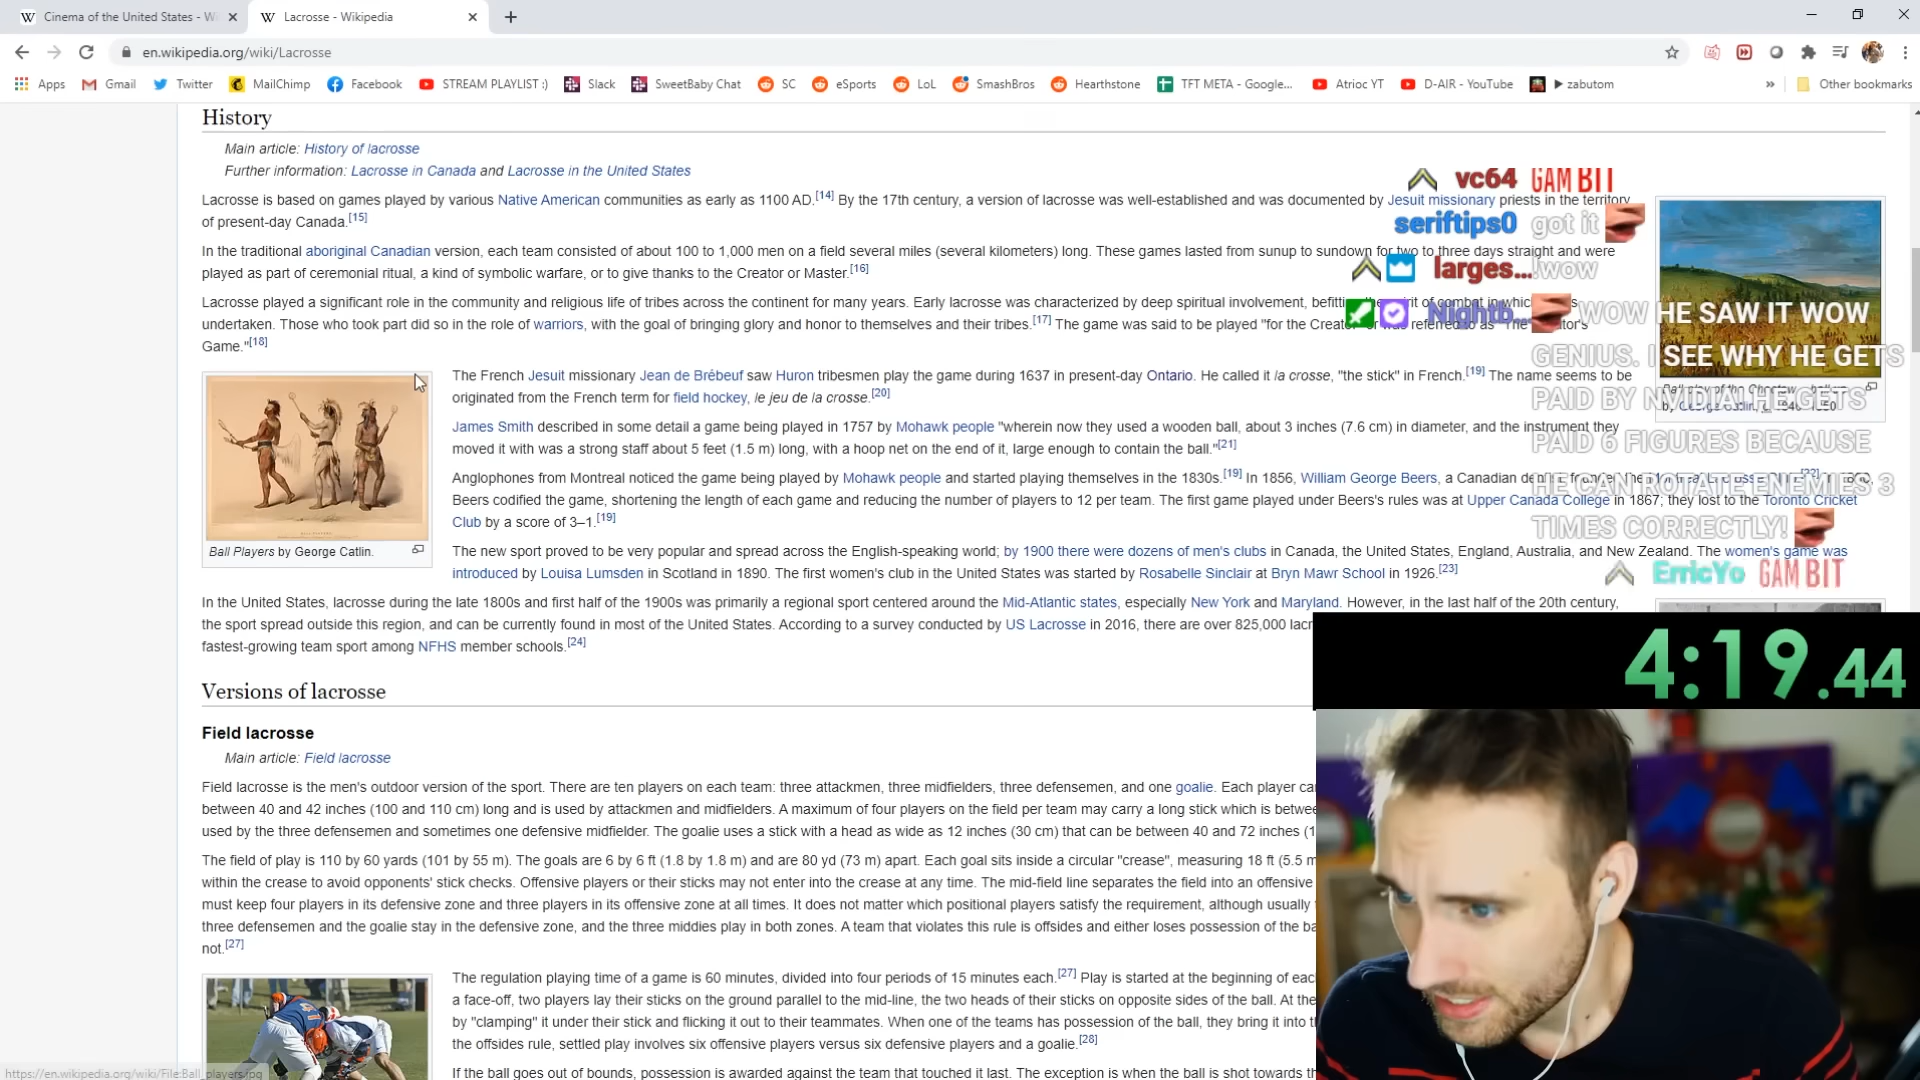 Cinema of the United States - Wi
Lacrosse - Wikipedia
en.wikipedia.org/wiki/Lacrosse
Apps Gmail Twitter MailChimp Facebook STREAM PLAYLIST :) Slack SweetBaby Chat SC eSports LoL SmashBros Hearthstone TFT META - Google... Atrioc YT D-AIR - YouTube ► zabutom » Other bookmarks
History
Main article: History of lacrosse
Further information: Lacrosse in Canada and Lacrosse in the United States
Lacrosse is based on games played by various Native American communities as early as 1100 AD.[14] By the 17th century, a version of lacrosse was well-established and was documented by Jesuit missionary priests in the territory
of present-day Canada.[15]
In the traditional aboriginal Canadian version, each team consisted of about 100 to 1,000 men on a field several miles (several kilometers) long. These games lasted from sunup to sundown for two to three days straight and were
played as part of ceremonial ritual, a kind of symbolic warfare, or to give thanks to the Creator or Master.[16]
Lacrosse played a significant role in the community and religious life of tribes across the continent for many years. Early lacrosse was characterized by deep spiritual involvement, befitting the spirit of combat in which
undertaken. Those who took part did so in the role of warriors, with the goal of bringing glory and honor to themselves and their tribes.[17] The game was said to be played "for the Creator" or was referred to as "The Creator's
Game."[18]
Ball Players by George Catlin.
The French Jesuit missionary Jean de Brébeuf saw Huron tribesmen play the game during 1637 in present-day Ontario. He called it la crosse, "the stick" in French.[19] The name seems to be
originated from the French term for field hockey, le jeu de la crosse.[20]
James Smith described in some detail a game being played in 1757 by Mohawk people "wherein now they used a wooden ball, about 3 inches (7.6 cm) in diameter, and the instrument they
moved it with was a strong staff about 5 feet (1.5 m) long, with a hoop net on the end of it, large enough to contain the ball."[21]
Anglophones from Montreal noticed the game being played by Mohawk people and started playing themselves in the 1830s.[19] In 1856, William George Beers, a Canadian dentist, founded the Montreal Lacrosse Club.[22] In 1860,
Beers codified the game, shortening the length of each game and reducing the number of players to 12 per team. The first game played under Beers's rules was at Upper Canada College in 1867; they lost to the Toronto Cricket
Club by a score of 3–1.[19]
The new sport proved to be very popular and spread across the English-speaking world; by 1900 there were dozens of men's clubs in Canada, the United States, England, Australia, and New Zealand. The women's game was
introduced by Louisa Lumsden in Scotland in 1890. The first women's club in the United States was started by Rosabelle Sinclair at Bryn Mawr School in 1926.[23]
In the United States, lacrosse during the late 1800s and first half of the 1900s was primarily a regional sport centered around the Mid-Atlantic states, especially New York and Maryland. However, in the last half of the 20th century,
the sport spread outside this region, and can be currently found in most of the United States. According to a survey conducted by US Lacrosse in 2016, there are over 825,000 lacr
fastest-growing team sport among NFHS member schools.[24]
Versions of lacrosse
Field lacrosse
Main article: Field lacrosse
Field lacrosse is the men's outdoor version of the sport. There are ten players on each team: three attackmen, three midfielders, three defensemen, and one goalie. Each player car
between 40 and 42 inches (100 and 110 cm) long and is used by attackmen and midfielders. A maximum of four players on the field per team may carry a long stick which is betwee
used by the three defensemen and sometimes one defensive midfielder. The goalie uses a stick with a head as wide as 12 inches (30 cm) that can be between 40 and 72 inches (1
The field of play is 110 by 60 yards (101 by 55 m). The goals are 6 by 6 ft (1.8 by 1.8 m) and are 80 yd (73 m) apart. Each goal sits inside a circular "crease", measuring 18 ft (5.5 m
within the crease to avoid opponents' stick checks. Offensive players or their sticks may not enter into the crease at any time. The mid-field line separates the field into an offensive
must keep four players in its defensive zone and three players in its offensive zone at all times. It does not matter which positional players satisfy the requirement, although usually
three defensemen and the goalie stay in the defensive zone, and the three middies play in both zones. A team that violates this rule is offsides and either loses possession of the ba
not.[27]
The regulation playing time of a game is 60 minutes, divided into four periods of 15 minutes each.[27] Play is started at the beginning of eac
a face-off, two players lay their sticks on the ground parallel to the mid-line, the two heads of their sticks on opposite sides of the ball. At the
by "clamping" it under their stick and flicking it out to their teammates. When one of the teams has possession of the ball, they bring it into t
the offsides rule, settled play involves six offensive players versus six defensive players and a goalie.[28]
If the ball goes out of bounds, possession is awarded against the team that touched it last. The exception is when the ball is shot towards th
https://en.wikipedia.org/wiki/File:Ball_players.jpg
vc64 GAMBIT
seriftips0 got it
larges... !wow
Nightb... WOW HE SAW IT WOW
GENIUS. I SEE WHY HE GETS
PAID BY NVIDIA! HE GETS
PAID 6 FIGURES BECAUSE
HE CAN ROTATE ENEMIES 3
TIMES CORRECTLY!
ErricYo GAMBIT
4:19.44